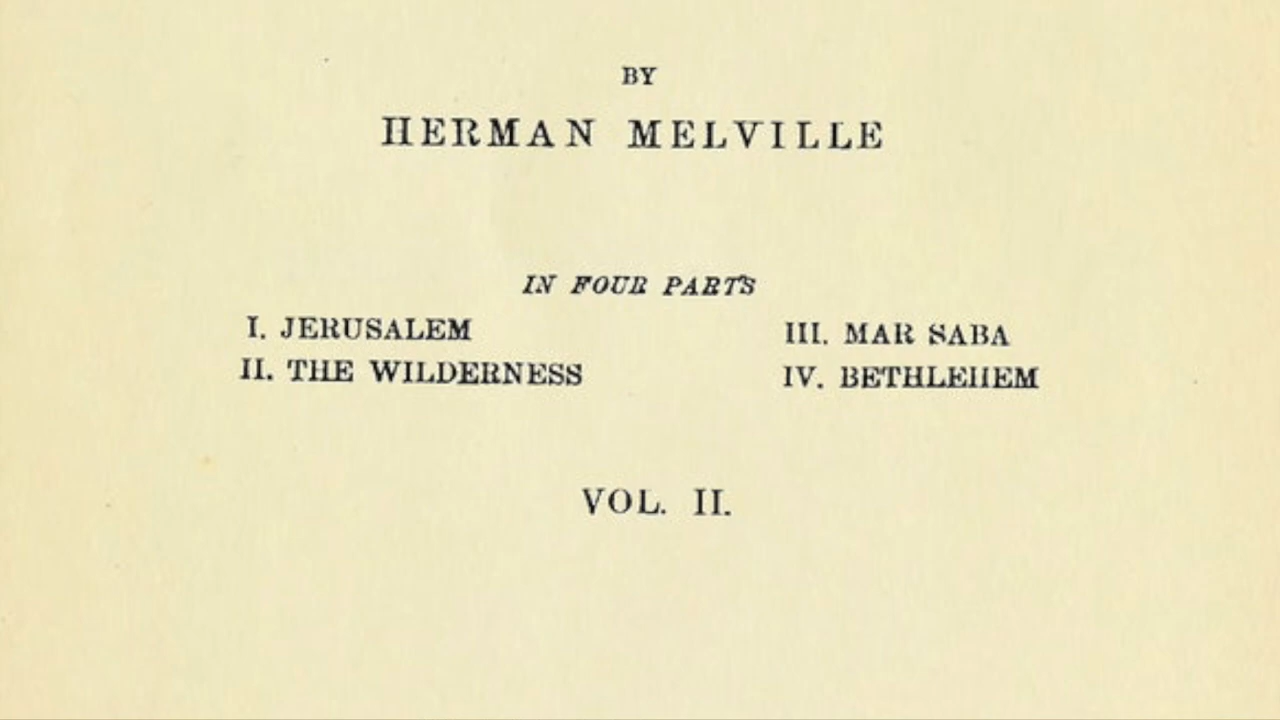 BY
HERMAN MELVILLE
IN FOUR PARTS
I. JERUSALEM
II. THE WILDERNESS
III. MAR SABA
IV. BETHLEHEM
VOL. II.